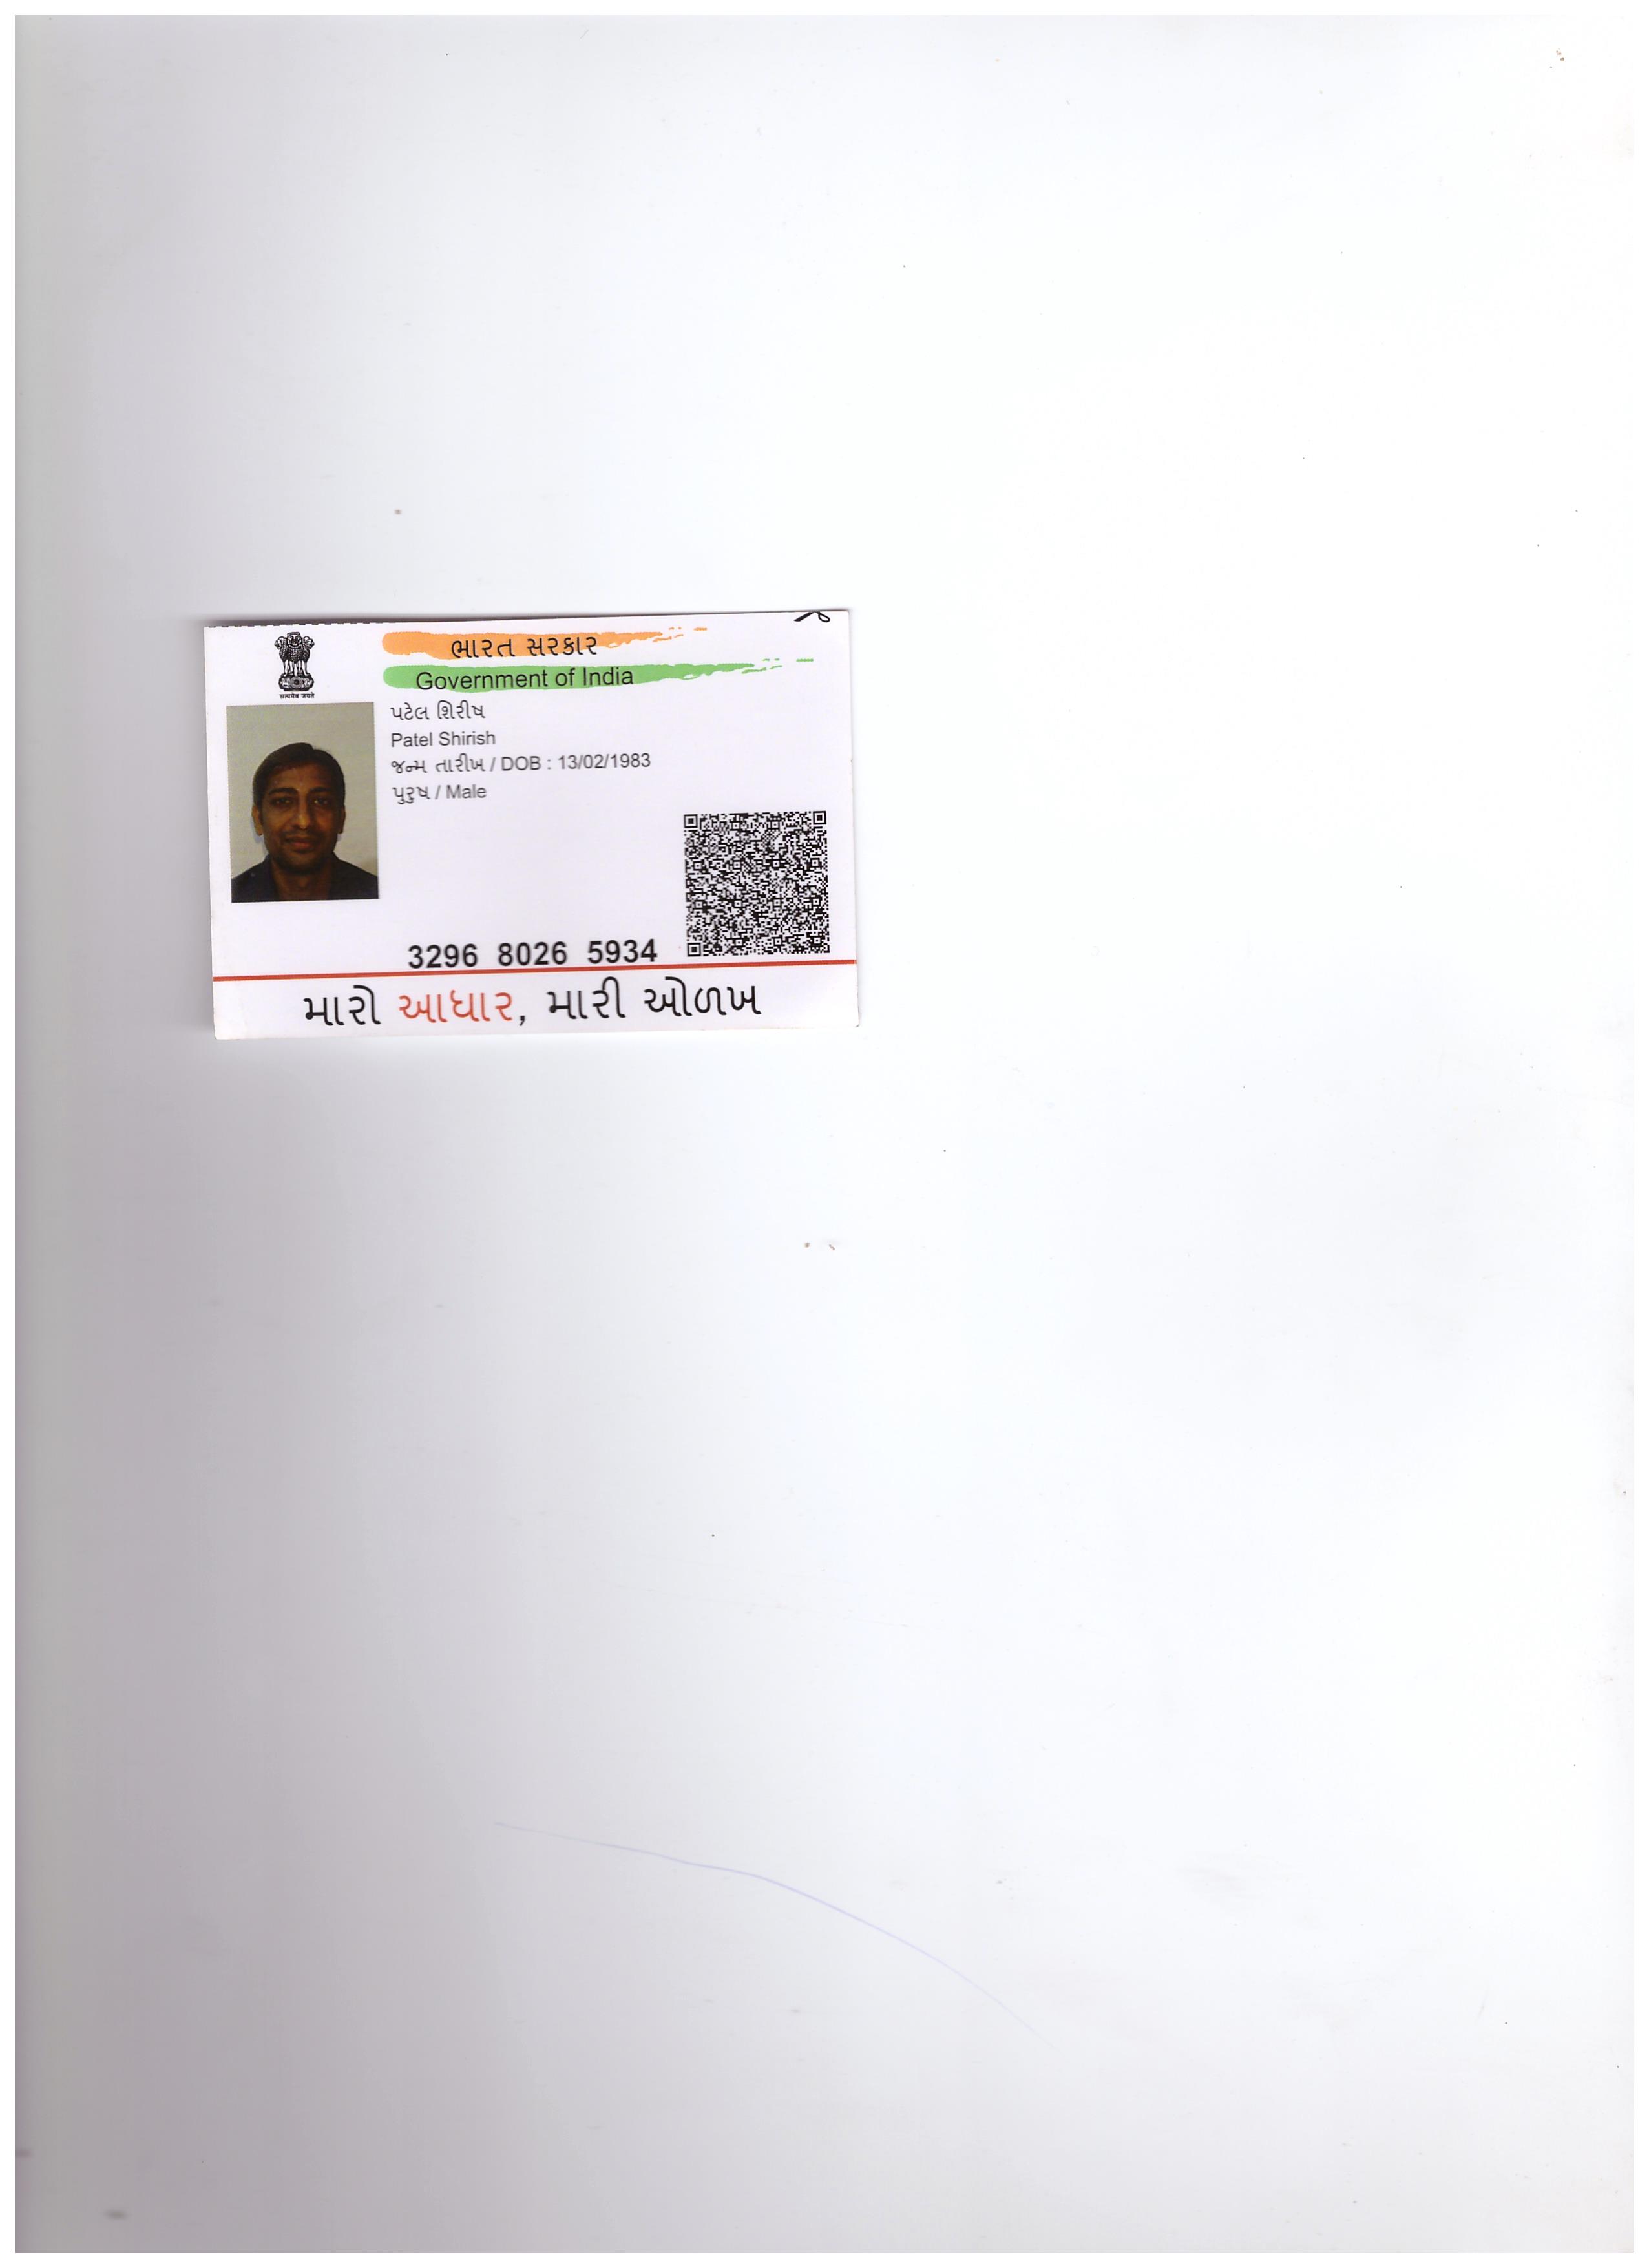 ભારત સરકાર
Government of India
सत्यमेव जयते
પટેલ શિરીષ
Patel Shirish
જન્મ તારીખ / DOB : 13/02/1983
પુરુષ / Male
3296 8026 5934
મારો આધાર, મારી ઓળખ